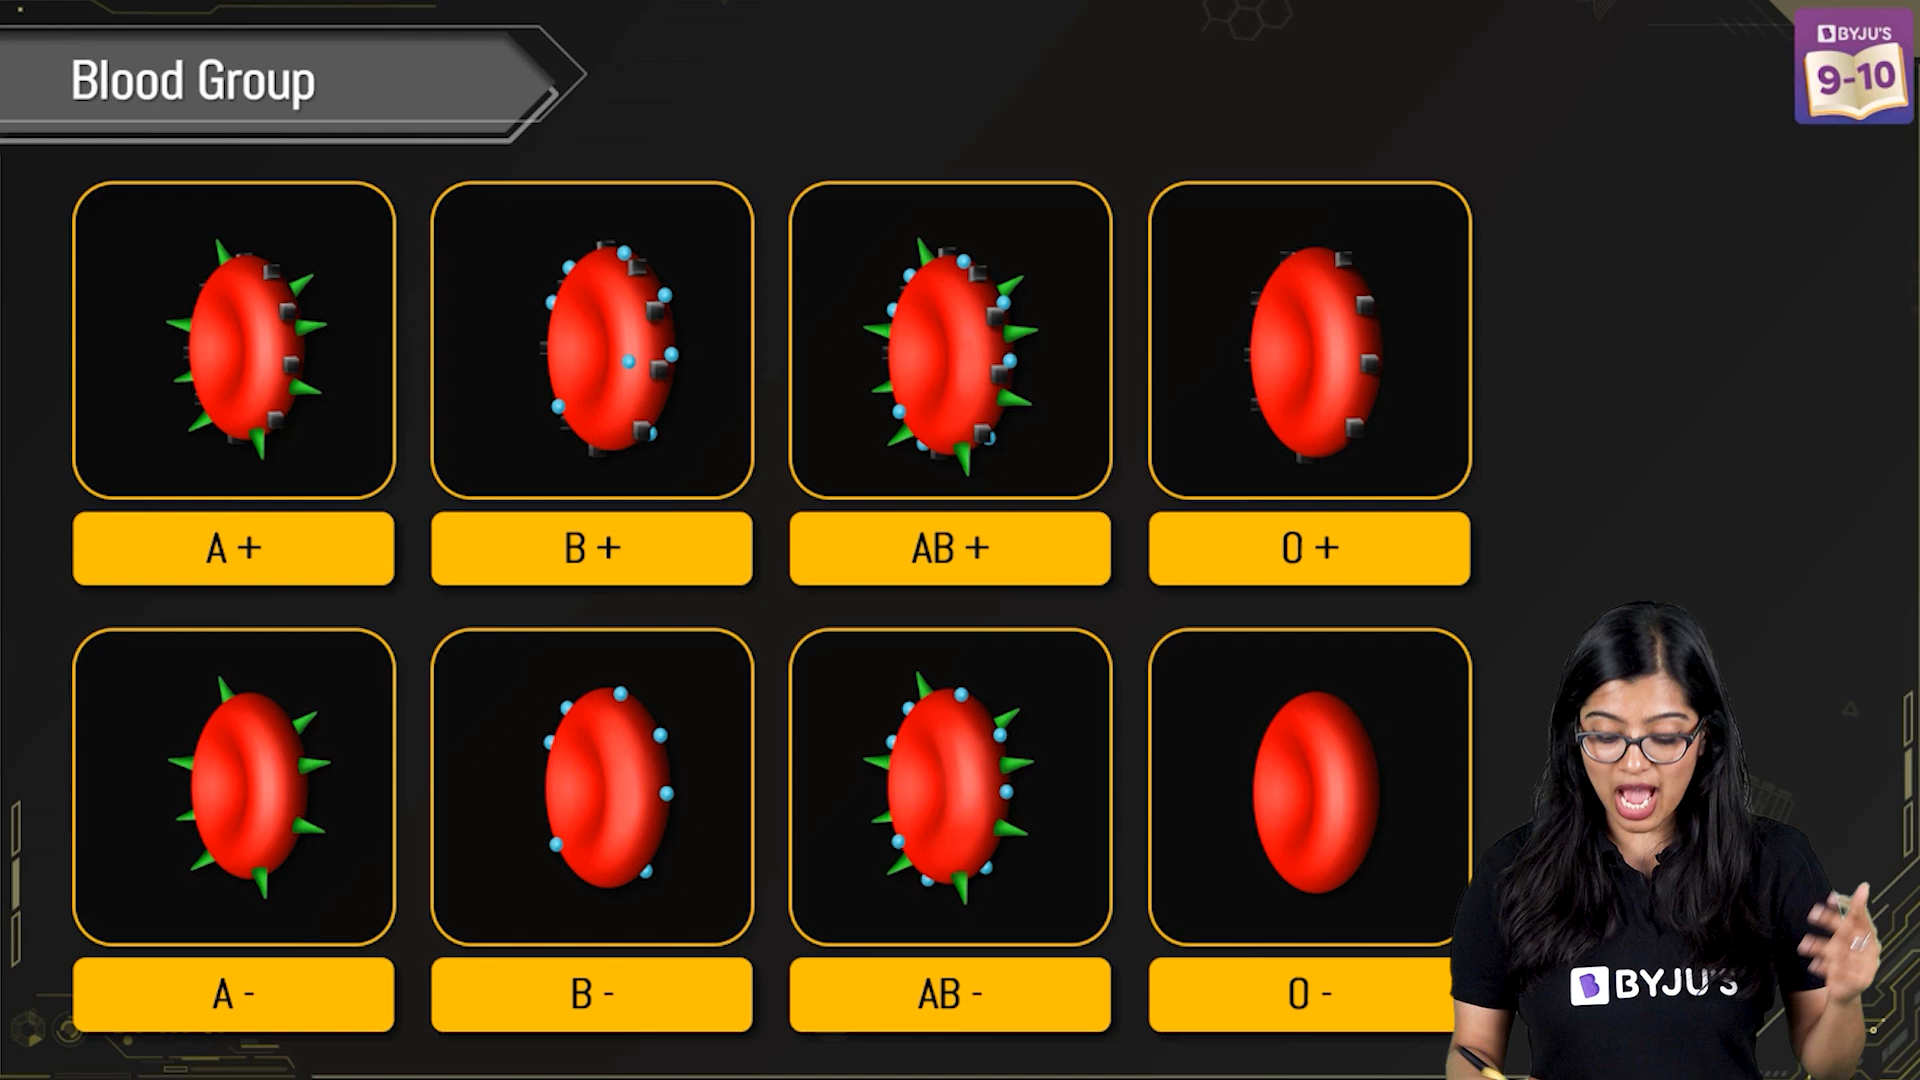 Blood Group
BYJU'S
9-10
A +
B +
AB +
O +
A -
B -
AB -
O -
BYJU'S